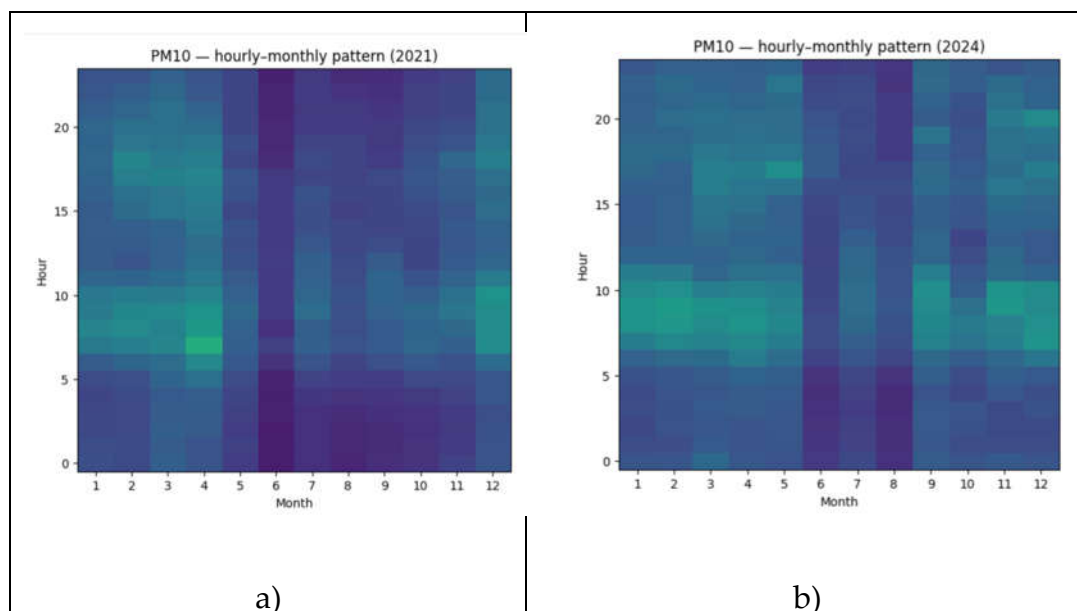 PM10 — hourly–monthly pattern (2021)
Hour
20
15
10
5
0
1 2 3 4 5 6 7 8 9 10 11 12
Month
a)
PM10 — hourly–monthly pattern (2024)
Hour
20
15
10
5
0
1 2 3 4 5 6 7 8 9 10 11 12
Month
b)